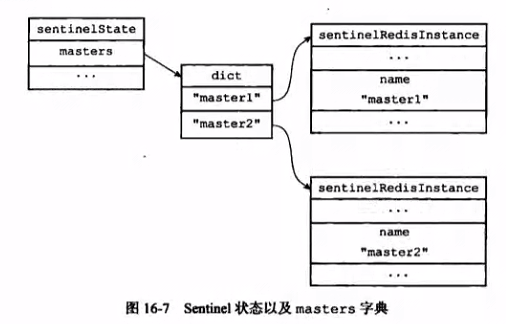 sentinelState
masters
...
dict
"master1"
"master2"
sentinelRedisInstance
...
name
"master1"
...
sentinelRedisInstance
...
name
"master2"
...
图 16-7 Sentinel 状态以及 masters 字典